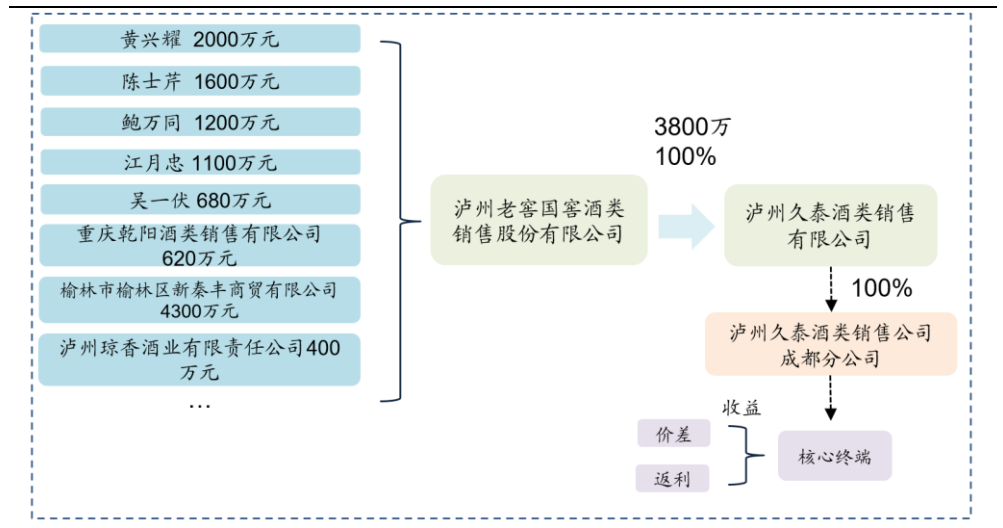 黄兴耀 2000万元
陈士芹 1600万元
鲍万同 1200万元
江月忠 1100万元
吴一伏 680万元
重庆乾阳酒类销售有限公司
620万元
榆林市榆林区新秦丰商贸有限公司
4300万元
泸州琼香酒业有限责任公司400
万元
…
泸州老窖国窖酒类
销售股份有限公司
3800万
100%
泸州久泰酒类销售
有限公司
100%
泸州久泰酒类销售公司
成都分公司
收益
价差
返利
核心终端